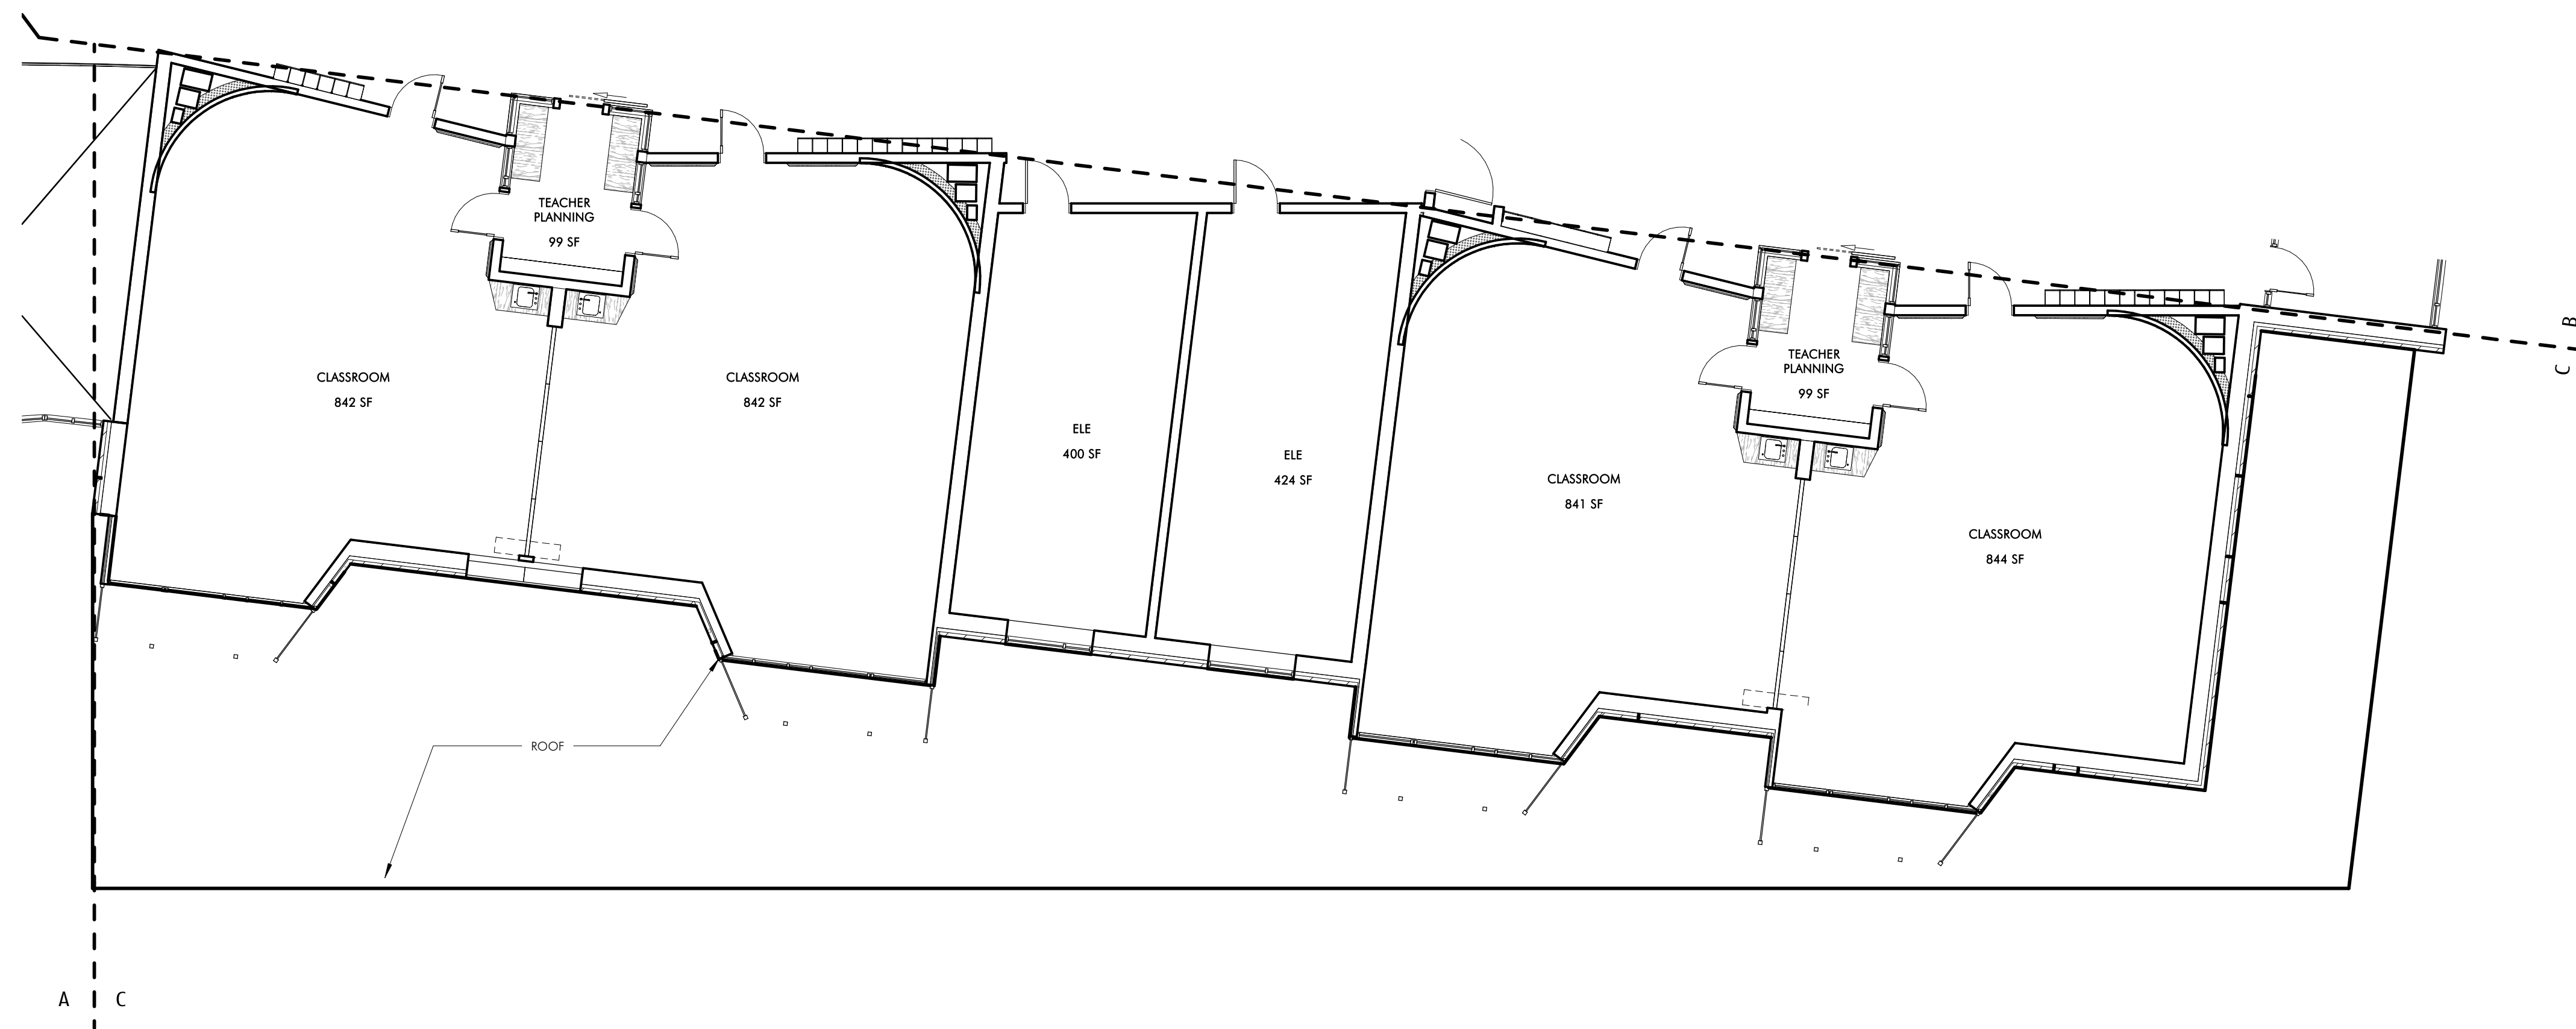 TEACHER
PLANNING
99 SF
CLASSROOM
842 SF
CLASSROOM
842 SF
ELE
400 SF
ELE
424 SF
TEACHER
PLANNING
99 SF
CLASSROOM
841 SF
CLASSROOM
844 SF
ROOF
B
C
A
C